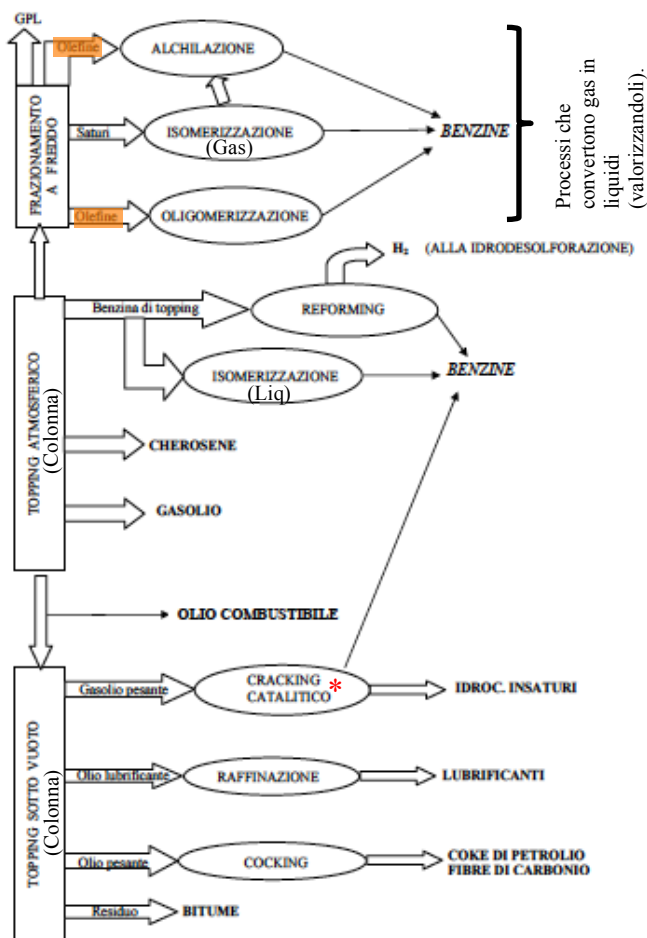 GPL
Olefine
ALCHILAZIONE
FRAZIONAMENTO
A FREDDO
Saturi
ISOMERIZZAZIONE
(Gas)
BENZINE
Processi che
convertono gas in
liquidi
(valorizzandoli).
Olefine
OLIGOMERIZZAZIONE
H₂ (ALLA IDRODESOLFORAZIONE)
Benzina di topping
REFORMING
ISOMERIZZAZIONE
(Liq)
BENZINE
TOPPING ATMOSFERICO
(Colonna)
CHEROSENE
GASOLIO
OLIO COMBUSTIBILE
TOPPING SOTTO VUOTO
(Colonna)
Gasolio pesante
CRACKING
CATALITICO *
IDROC. INSATURI
Olio lubrificante
RAFFINAZIONE
LUBRIFICANTI
Olio pesante
COCKING
COKE DI PETROLIO
FIBRE DI CARBONIO
Residuo
BITUME